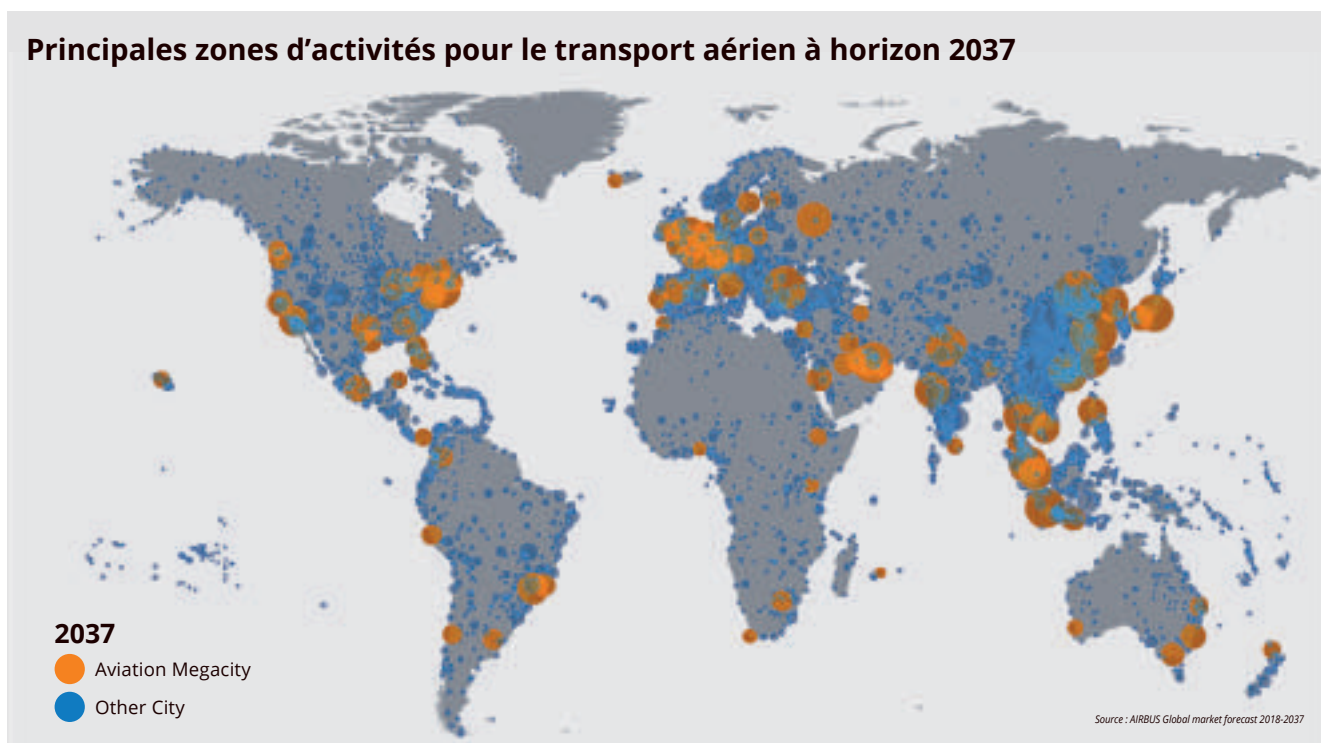 Principales zones d’activités pour le transport aérien à horizon 2037
2037
Aviation Megacity
Other City
Source : AIRBUS Global market forecast 2018-2037